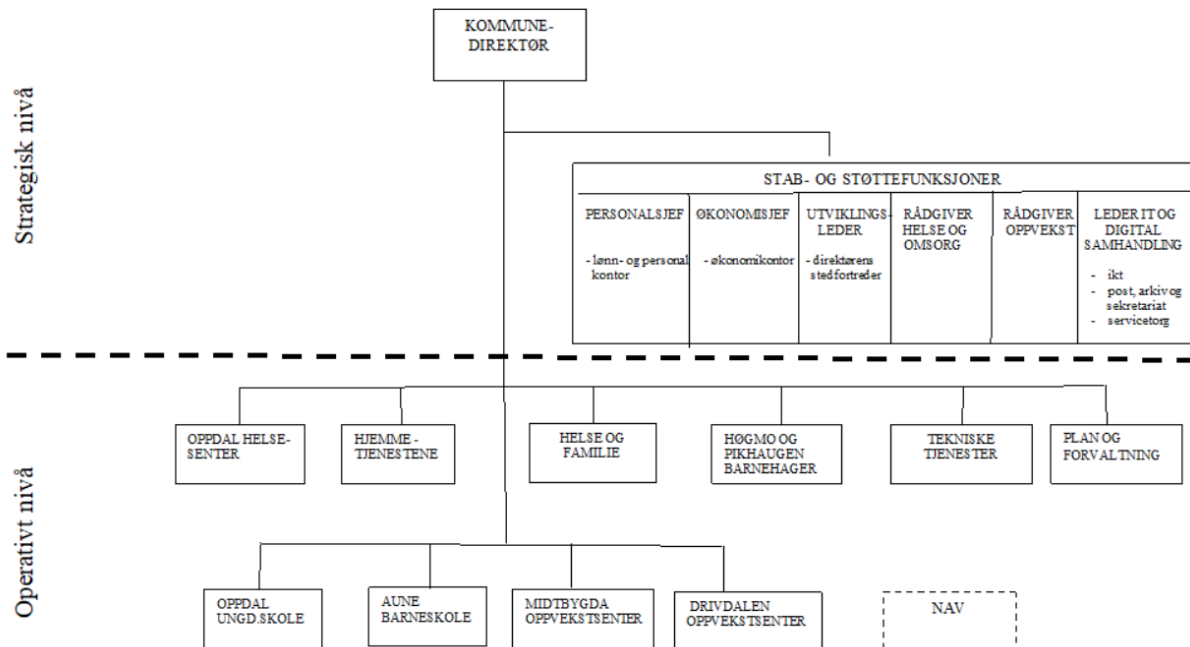 Strategisk nivå
KOMMUNE-
DIREKTØR
STAB- OG STØTTEFUNKSJONER
PERSONALSJEF
- lønn- og personal
kontor
ØKONOMISJEF
- økonomikontor
UTVIKLINGS-
LEDER
- direktørens
stedfortreder
RÅDGIVER
HELSE OG
OMSORG
RÅDGIVER
OPPVEKST
LEDER IT OG
DIGITAL
SAMHANDLING
- ikt
- post, arkiv og
sekretariat
- servicetorg
Operativt nivå
OPPDAL HELSE-
SENTER
HJEMME -
TJENESTENE
HELSE OG
FAMILIE
HØGMO OG
PIKHAUGEN
BARNEHAGER
TEKNISKE
TJENESTER
PLAN OG
FORVALTNING
OPPDAL
UNGD.SKOLE
AUNE
BARNESKOLE
MIDTBYGDA
OPPVEKSTSENTER
DRIVDALEN
OPPVEKSTSENTER
NAV